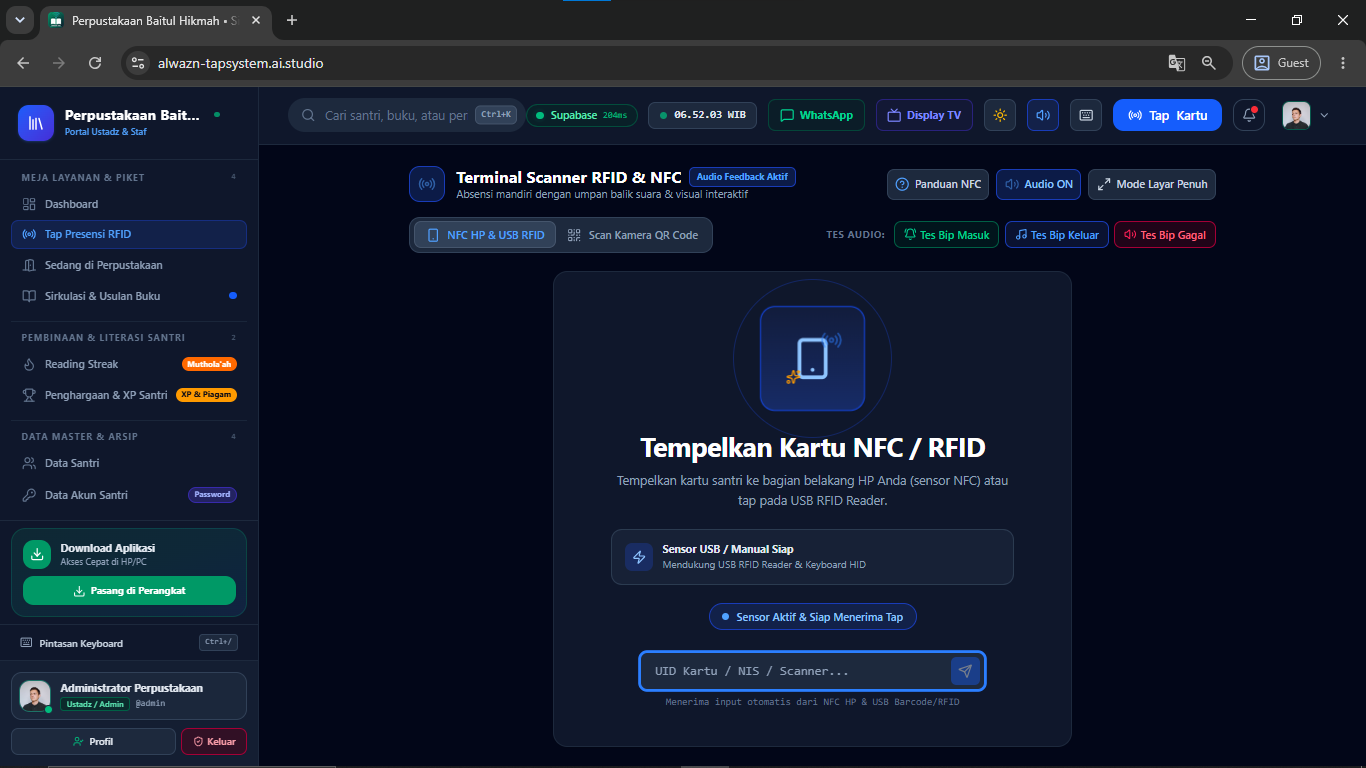 Perpustakaan Baitul Hikmah • S
alwazn-tapsystem.ai.studio
Guest
Perpustakaan Bait...
Portal Ustadz & Staf
Cari santri, buku, atau per
Ctrl+K
Supabase 204ms
06.52.03 WIB
WhatsApp
Display TV
Tap Kartu
MEJA LAYANAN & PIKET 4
Dashboard
Tap Presensi RFID
Sedang di Perpustakaan
Sirkulasi & Usulan Buku
PEMBINAAN & LITERASI SANTRI 2
Reading Streak Muthola'ah
Penghargaan & XP Santri XP & Piagam
DATA MASTER & ARSIP 4
Data Santri
Data Akun Santri Password
Download Aplikasi
Akses Cepat di HP/PC
Pasang di Perangkat
Pintasan Keyboard Ctrl+/
Administrator Perpustakaan
Ustadz / Admin @admin
Profil Keluar
Terminal Scanner RFID & NFC Audio Feedback Aktif
Absensi mandiri dengan umpan balik suara & visual interaktif
Panduan NFC
Audio ON
Mode Layar Penuh
NFC HP & USB RFID
Scan Kamera QR Code
TES AUDIO:
Tes Bip Masuk
Tes Bip Keluar
Tes Bip Gagal
Tempelkan Kartu NFC / RFID
Tempelkan kartu santri ke bagian belakang HP Anda (sensor NFC) atau
tap pada USB RFID Reader.
Sensor USB / Manual Siap
Mendukung USB RFID Reader & Keyboard HID
Sensor Aktif & Siap Menerima Tap
UID Kartu / NIS / Scanner...
Menerima input otomatis dari NFC HP & USB Barcode/RFID